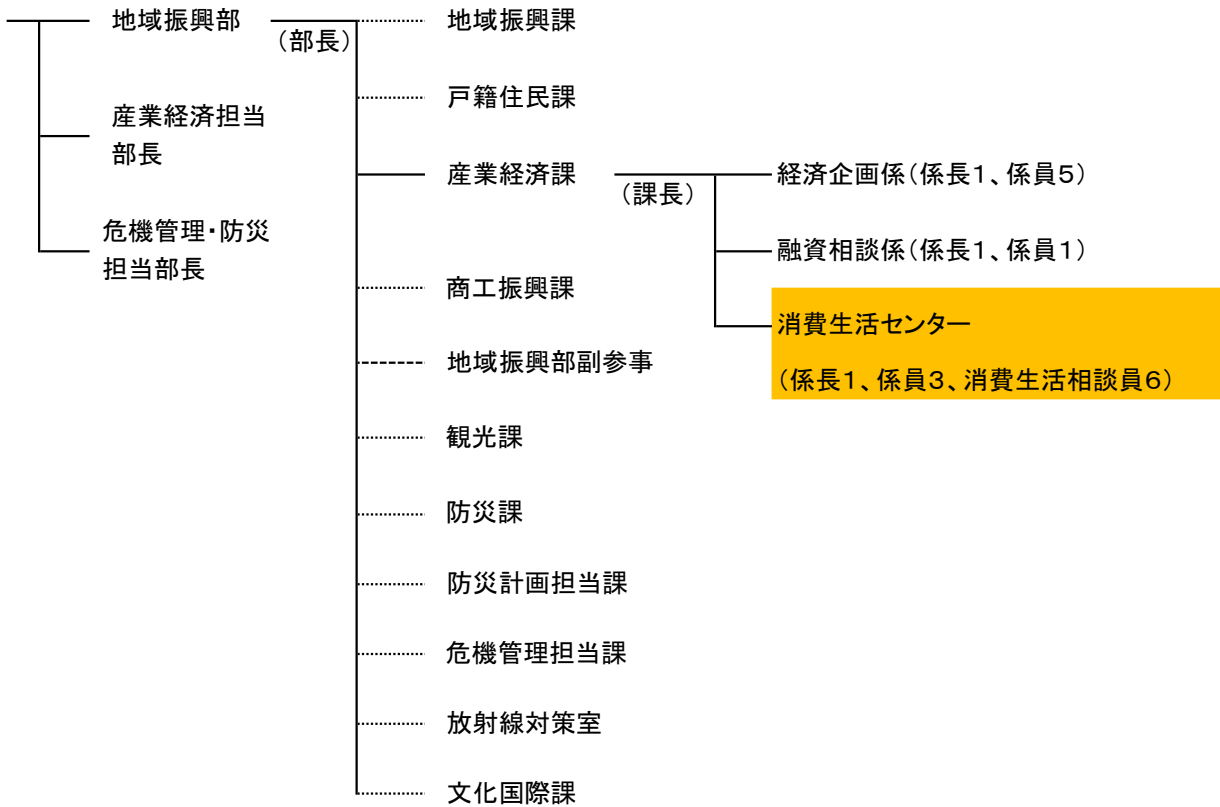 地域振興部
(部長)
地域振興課
戸籍住民課
産業経済担当
部長
産業経済課
(課長)
経済企画係(係長1、係員5)
危機管理・防災
担当部長
融資相談係(係長1、係員1)
商工振興課
消費生活センター
(係長1、係員3、消費生活相談員6)
地域振興部副参事
観光課
防災課
防災計画担当課
危機管理担当課
放射線対策室
文化国際課